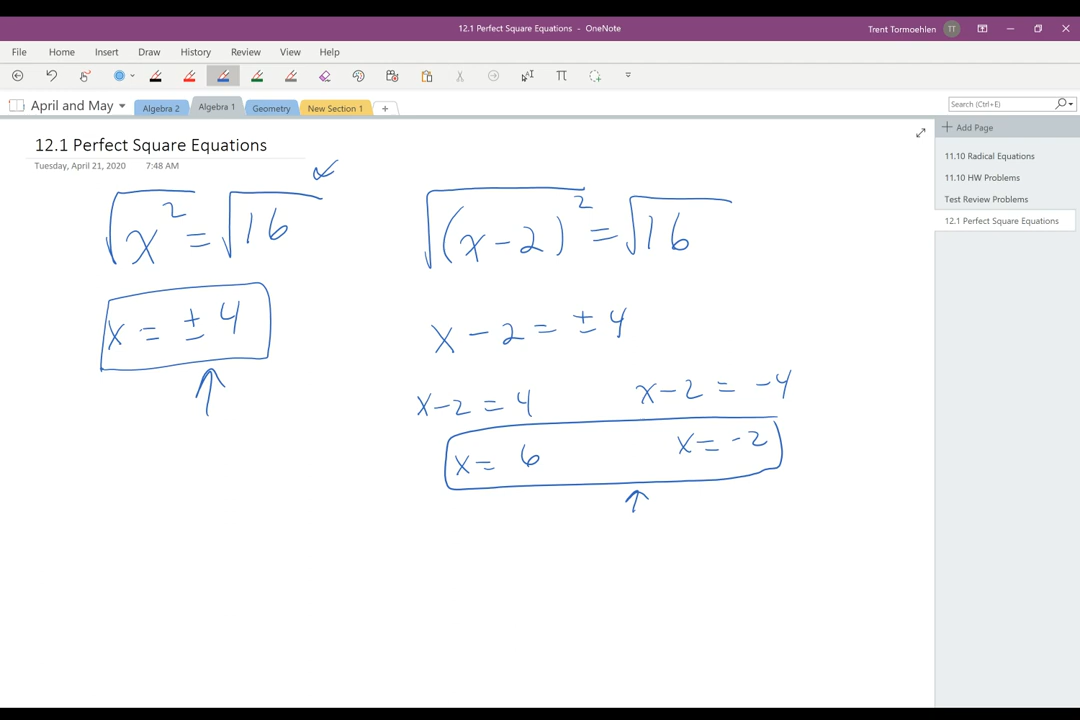 12.1 Perfect Square Equations - OneNote
Trent Tormoehlen TT
File Home Insert Draw History Review View Help
April and May
Algebra 2
Algebra 1
Geometry
New Section 1
+
Search (Ctrl+E)
Add Page
11.10 Radical Equations
11.10 HW Problems
Test Review Problems
12.1 Perfect Square Equations
12.1 Perfect Square Equations
Tuesday, April 21, 2020 7:48 AM
√x² = √16
x = ± 4
√(x-2)² = √16
x - 2 = ± 4
x-2 = 4
x-2 = -4
x = 6
x = -2